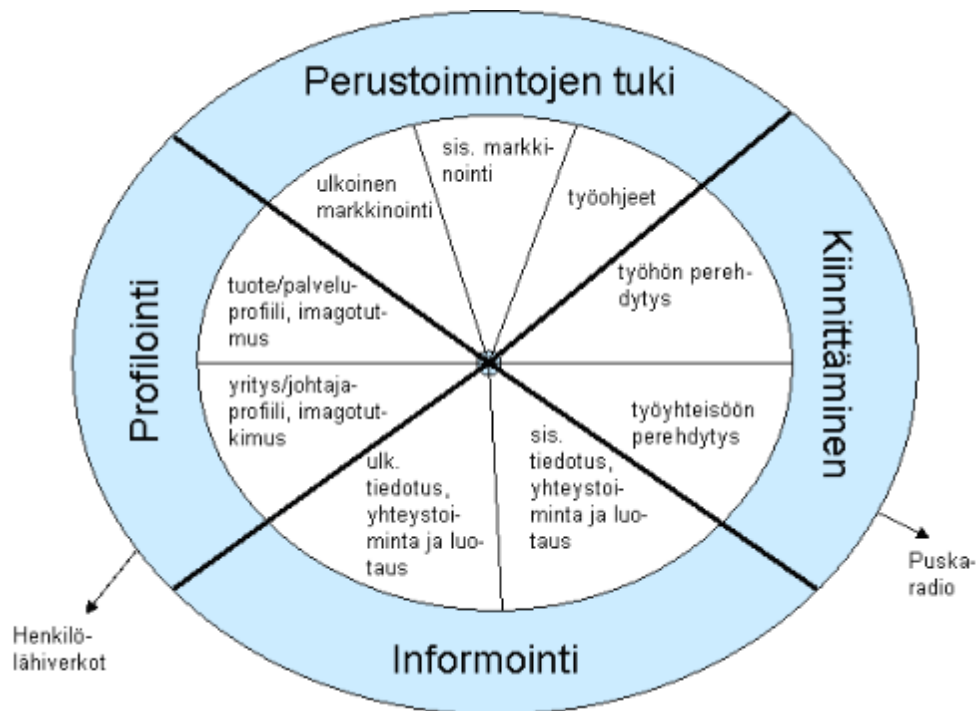 Perustoimintojen tuki
sis. markki-
nointi
ulkoinen
markkinointi
työohjeet
työhön pereh-
dytys
Kiinnittäminen
tuote/palvelu-
profiili, imagotut-
mus
Profilointi
yritys/johtaja-
profiili, imagotut-
kimus
työyhteisöön
perehdytys
ulk.
tiedotus,
yhteystoi-
minta ja luo-
taus
sis.
tiedotus,
yhteystoi-
minta ja luo-
taus
Puska-
radio
Henkilö-
lähiverkot
Informointi